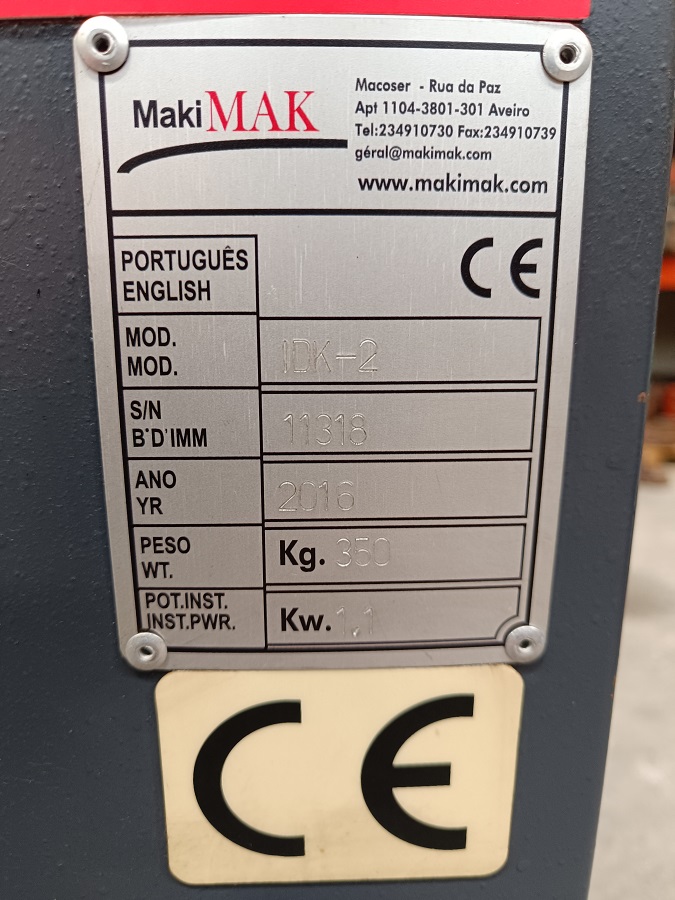 MakiMAK
Macoser - Rua da Paz
Apt 1104-3801-301 Aveiro
Tel:234910730 Fax:234910739
géral@makimak.com
www.makimak.com
PORTUGUÊS
ENGLISH
CE
MOD.
MOD.
IDK-2
S/N
B'D'IMM
11318
ANO
YR
2016
PESO
WT.
Kg. 350
POT.INST.
INST.PWR.
Kw. 1.1
CE